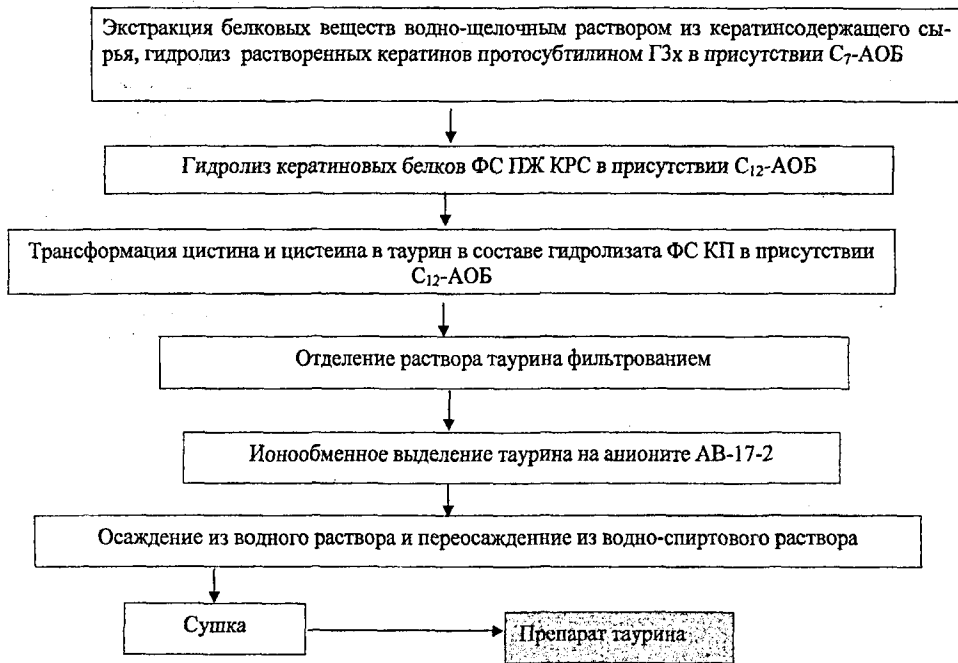 Экстракция белковых веществ водно-щелочным раствором из кератинсодержащего сы-
рья, гидролиз растворенных кератинов протосубтилином Г3х в присутствии С₇-АОБ
Гидролиз кератиновых белков ФС ПЖ КРС в присутствии С₁₂-АОБ
Трансформация цистина и цистеина в таурин в составе гидролизата ФС КП в присутствии
С₁₂-АОБ
Отделение раствора таурина фильтрованием
Ионообменное выделение таурина на анионите АВ-17-2
Осаждение из водного раствора и переосажденние из водно-спиртового раствора
Сушка
Препарат таурина